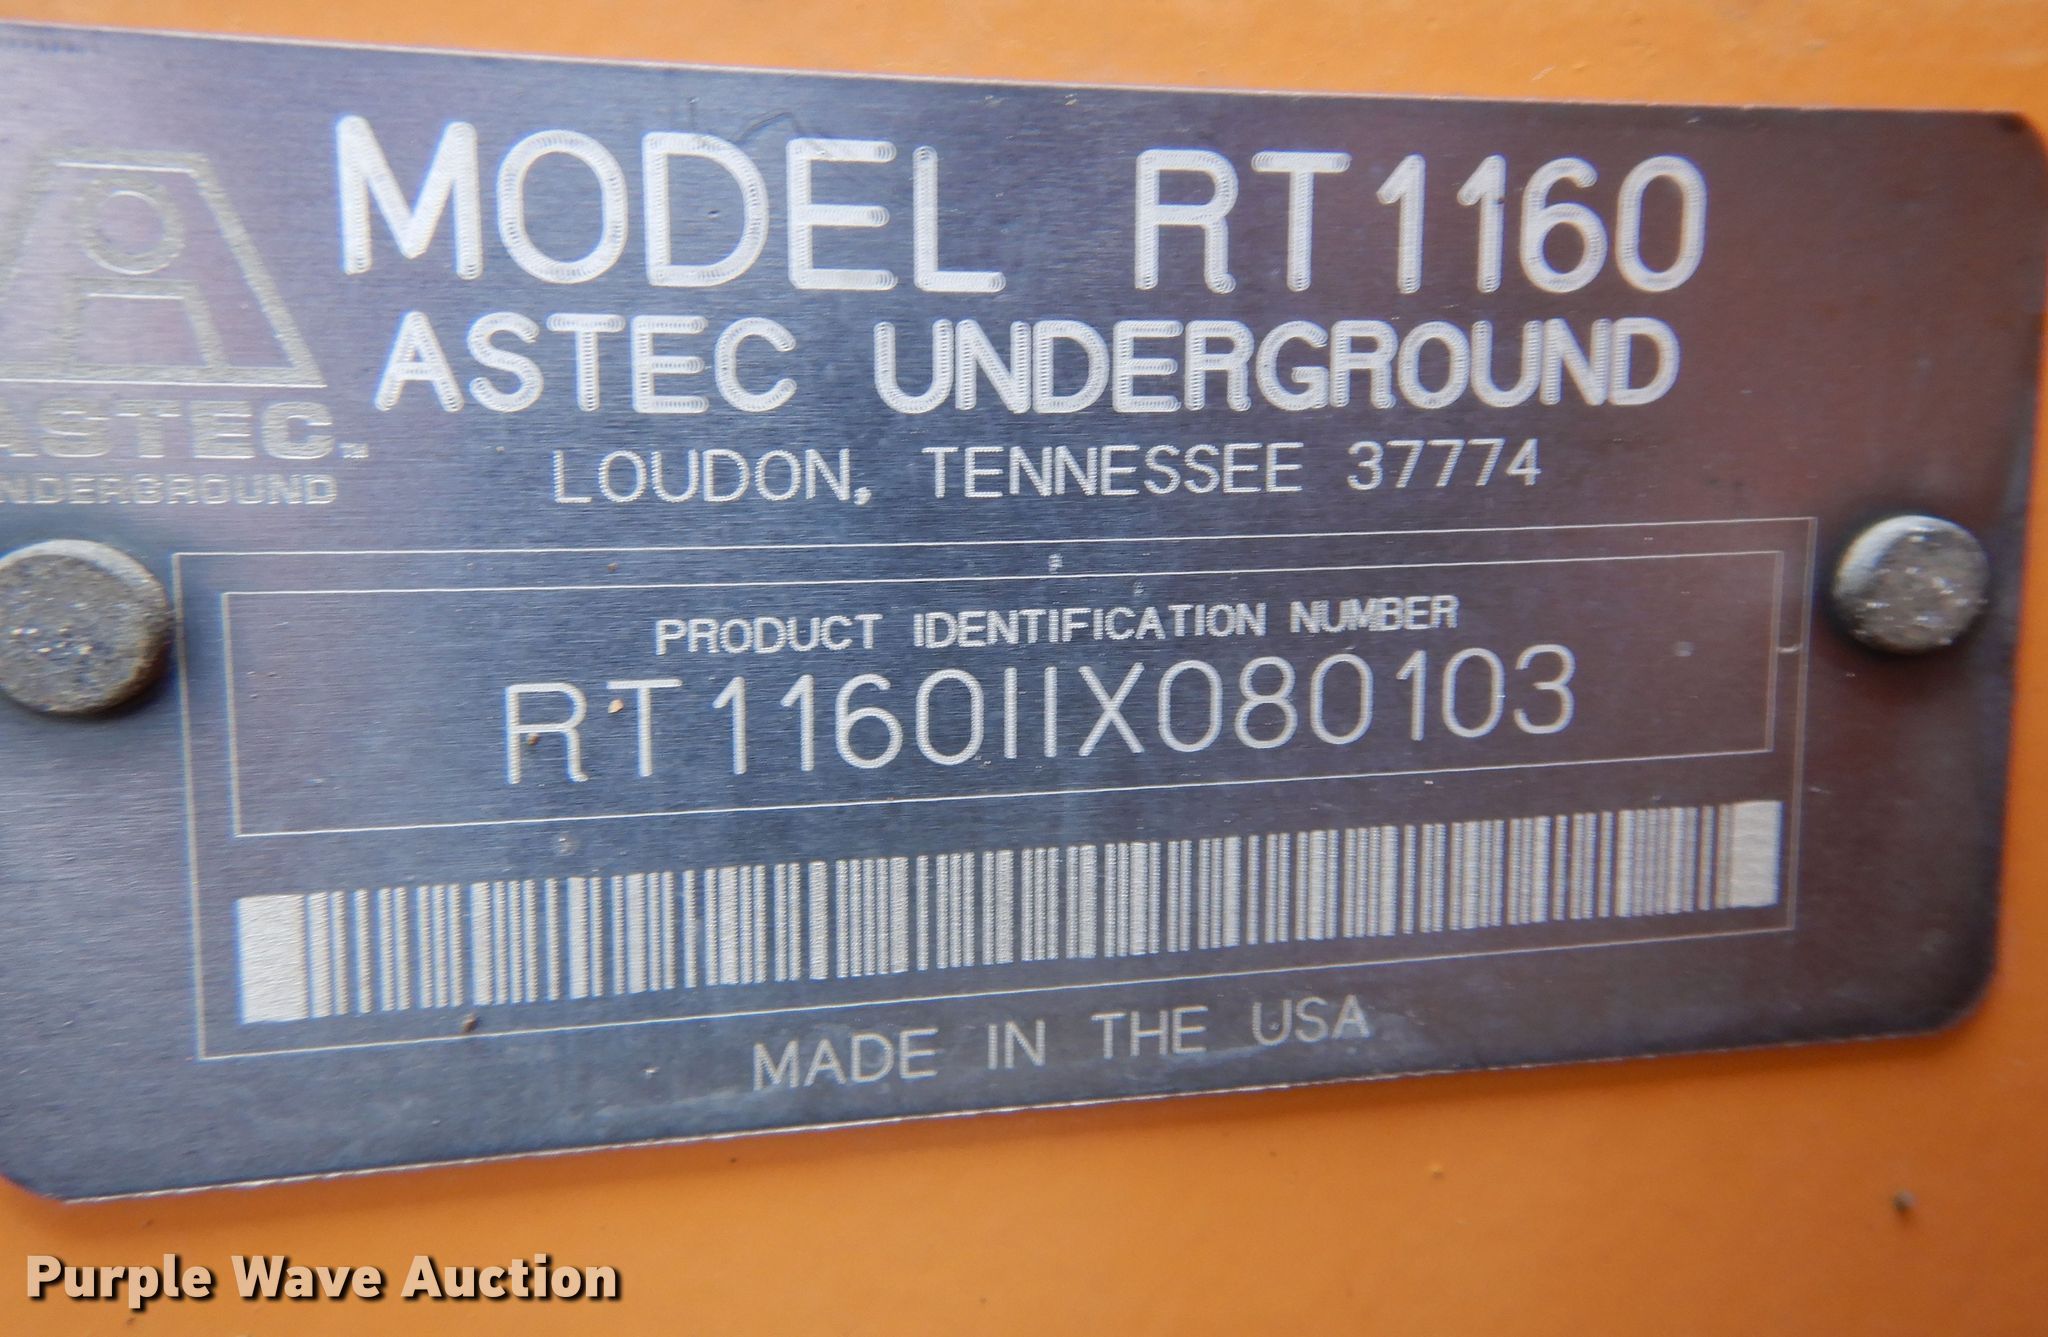 MODEL RT1160
ASTEC UNDERGROUND
LOUDON, TENNESSEE 37774
ASTEC™
UNDERGROUND
PRODUCT IDENTIFICATION NUMBER
RT1160IIX080103
MADE IN THE USA
Purple Wave Auction